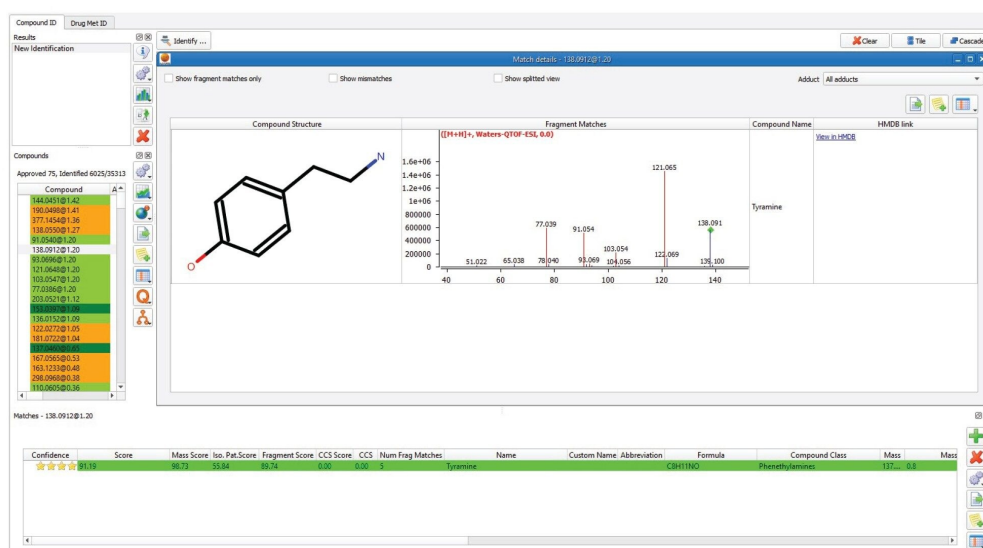 Compound ID Drug Met ID
Results
New Identification
Identify ...
Clear Tile Cascade
Match details - 138.0912@1.20
Show fragment matches only Show mismatches Show splitted view Adduct All adducts
Compound Structure Fragment Matches Compound Name HMDB link
([M+H]+, Waters-QTOF-ESI, 0.0)
View in HMDB
N
O
1.6e+06
1.4e+06
1.2e+06
1e+06
800000
600000
400000
200000
0
121.065
77.039
91.054
138.091
103.054
122.069
51.022 65.038 78.040 93.069 104.056 139.100
40 60 80 100 120 140
Tyramine
Compounds
Approved 75, Identified 6025/35313
Compound A
144.0451@1.42
190.0498@1.41
377.1454@1.36
138.0550@1.27
91.0540@1.20
138.0912@1.20
93.0696@1.20
121.0648@1.20
103.0547@1.20
77.0386@1.20
203.0521@1.12
136.0152@1.09
122.0272@1.05
181.0722@1.04
167.0565@0.53
163.1233@0.48
298.0968@0.38
110.0605@0.36
Matches - 138.0912@1.20
Confidence Score Mass Score Iso. Pat.Score Fragment Score CCS Score CCS Num Frag Matches Name Custom Name Abbreviation Formula Compound Class Mass Mass
91.19 98.73 55.84 89.74 0.00 0.00 5 Tyramine C8H11NO Phenethylamines 137.... 0.8